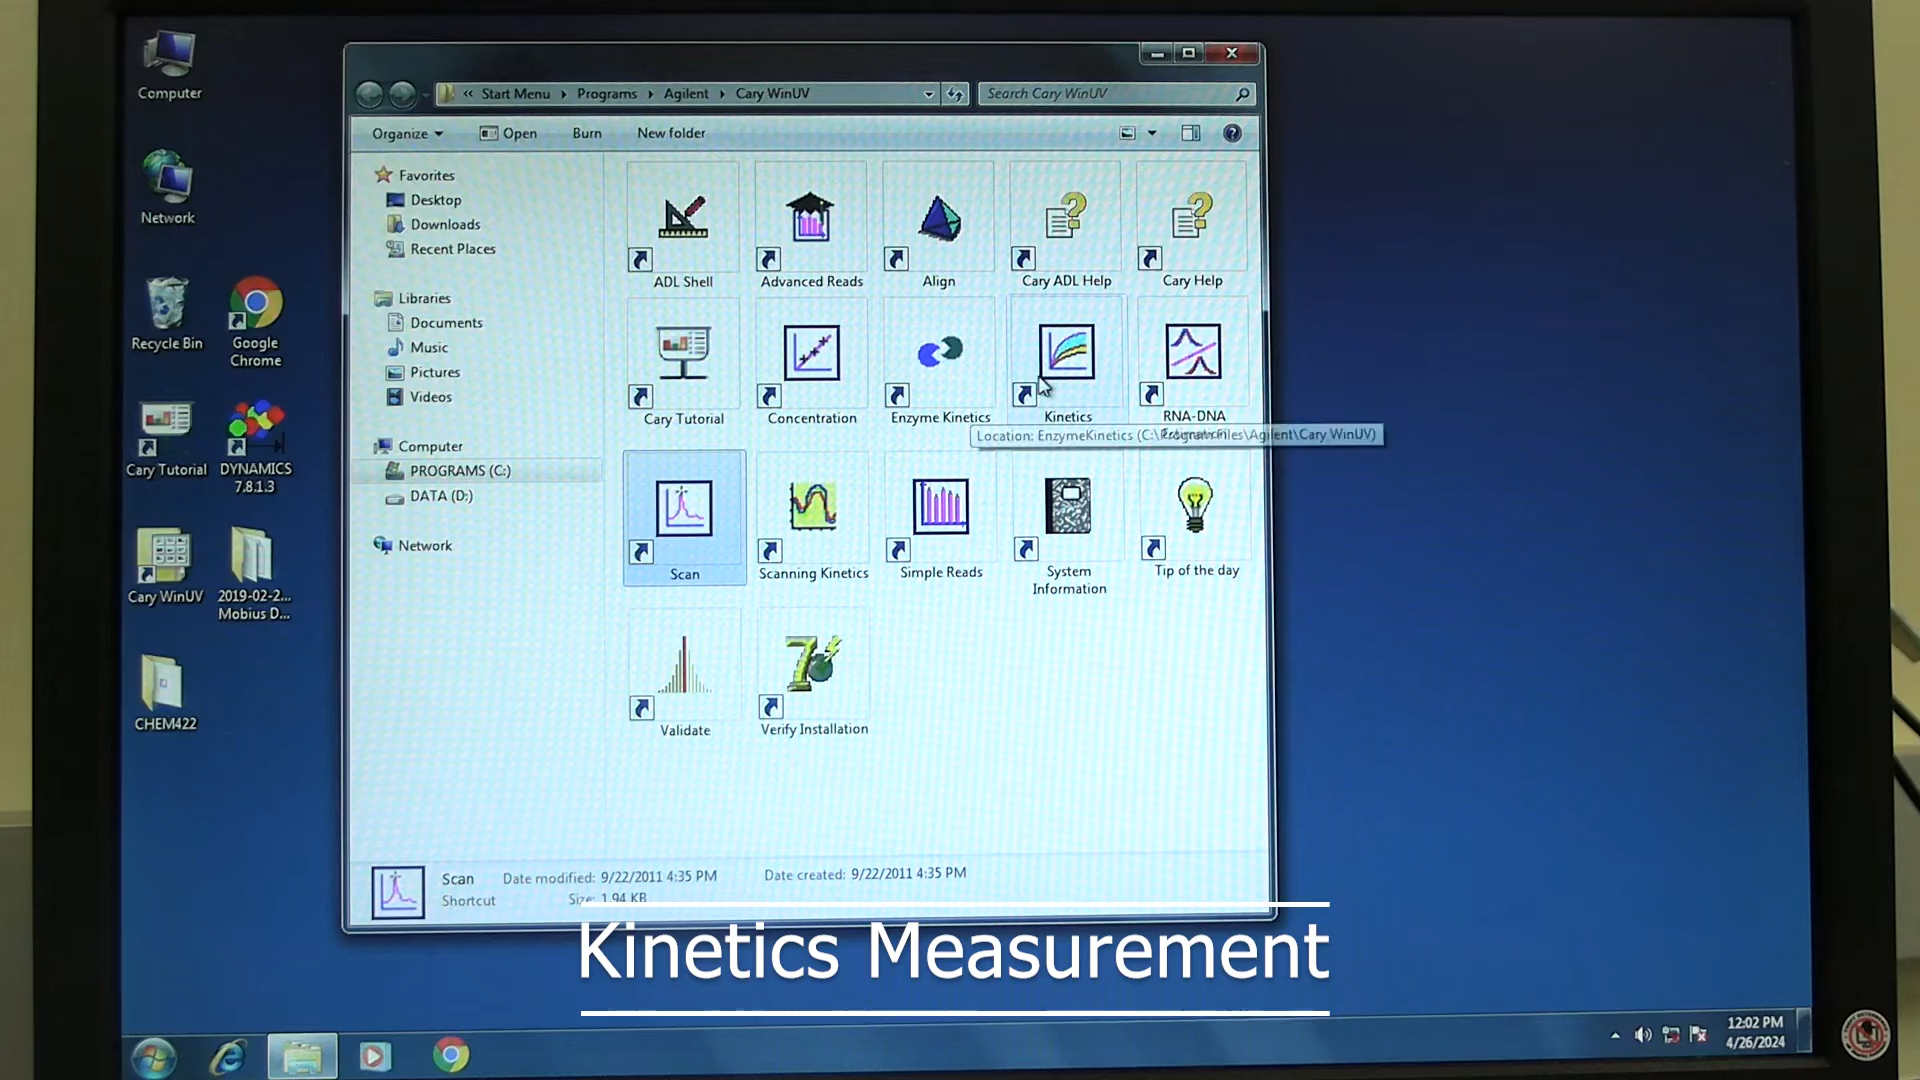 Computer
Network
Recycle Bin
Google
Chrome
Cary Tutorial
DYNAMICS
7.8.1.3
Cary WinUV
2019-02-2...
Mobius D...
CHEM422
« Start Menu Programs Agilent Cary WinUV
Search Cary WinUV
Organize Open Burn New folder
Favorites
Desktop
Downloads
Recent Places
Libraries
Documents
Music
Pictures
Videos
Computer
PROGRAMS (C:)
DATA (D:)
Network
ADL Shell
Advanced Reads
Align
Cary ADL Help
Cary Help
Cary Tutorial
Concentration
Enzyme Kinetics
Kinetics
RNA-DNA
Location: EnzymeKinetics (C:\Program Files\Agilent\Cary WinUV)
Scan
Scanning Kinetics
Simple Reads
System
Information
Tip of the day
Validate
Verify Installation
Scan Date modified: 9/22/2011 4:35 PM Date created: 9/22/2011 4:35 PM
Shortcut Size: 1.94 KB
Kinetics Measurement
12:02 PM
4/26/2024